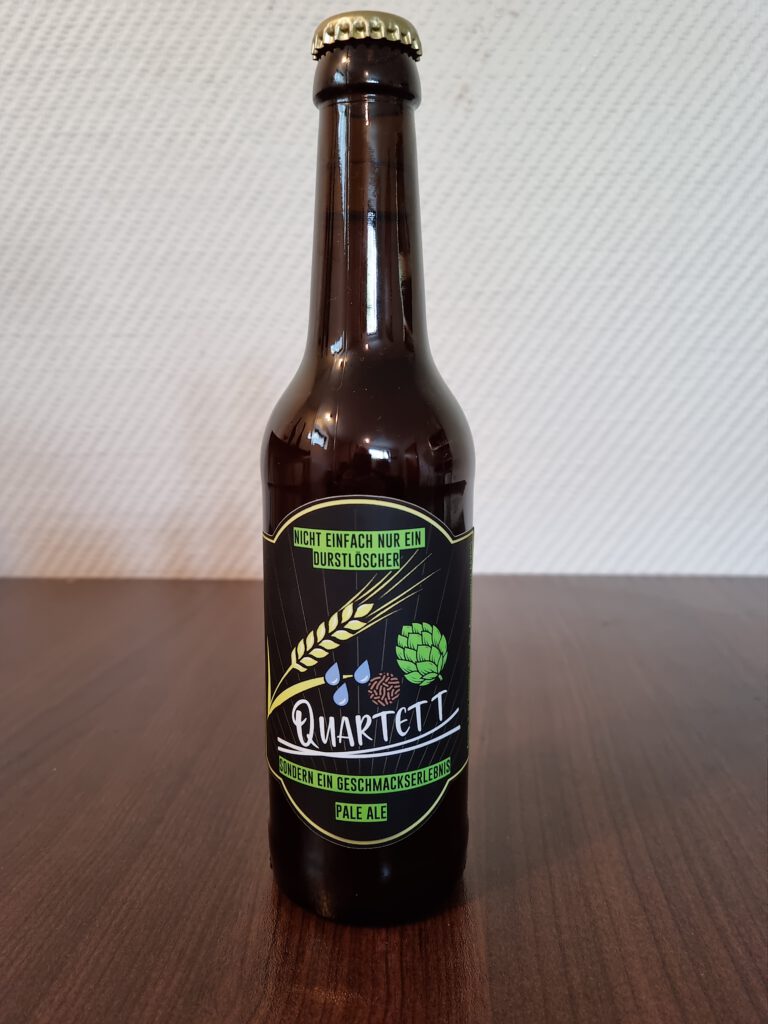 NICHT EINFACH NUR EIN
DURSTLÖSCHER
QUARTETT
SONDERN EIN GESCHMACKSERLEBNIS
PALE ALE